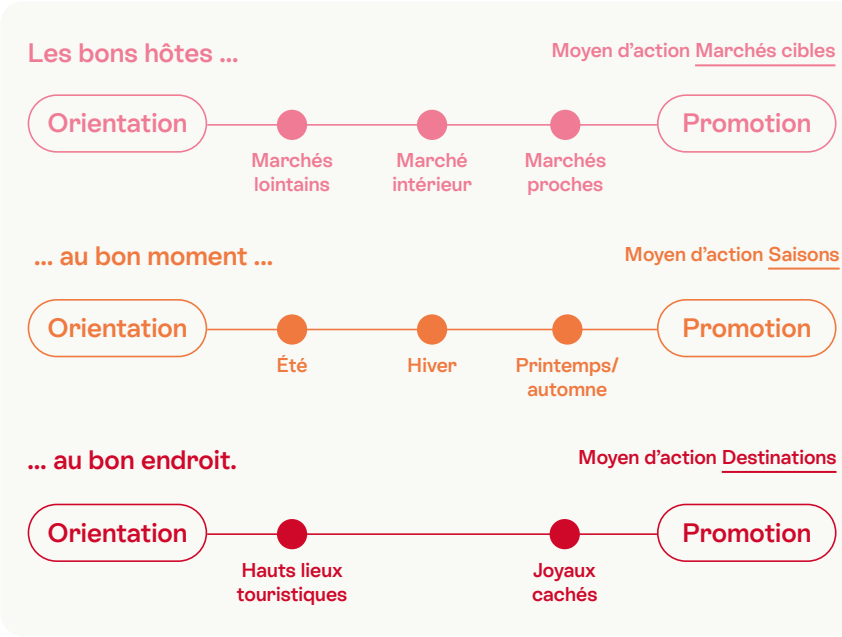 Les bons hôtes ...
Moyen d'action Marchés cibles
Orientation
Promotion
Marchés
lointains
Marché
intérieur
Marchés
proches
... au bon moment ...
Moyen d'action Saisons
Orientation
Promotion
Été
Hiver
Printemps/
automne
... au bon endroit.
Moyen d'action Destinations
Orientation
Promotion
Hauts lieux
touristiques
Joyaux
cachés